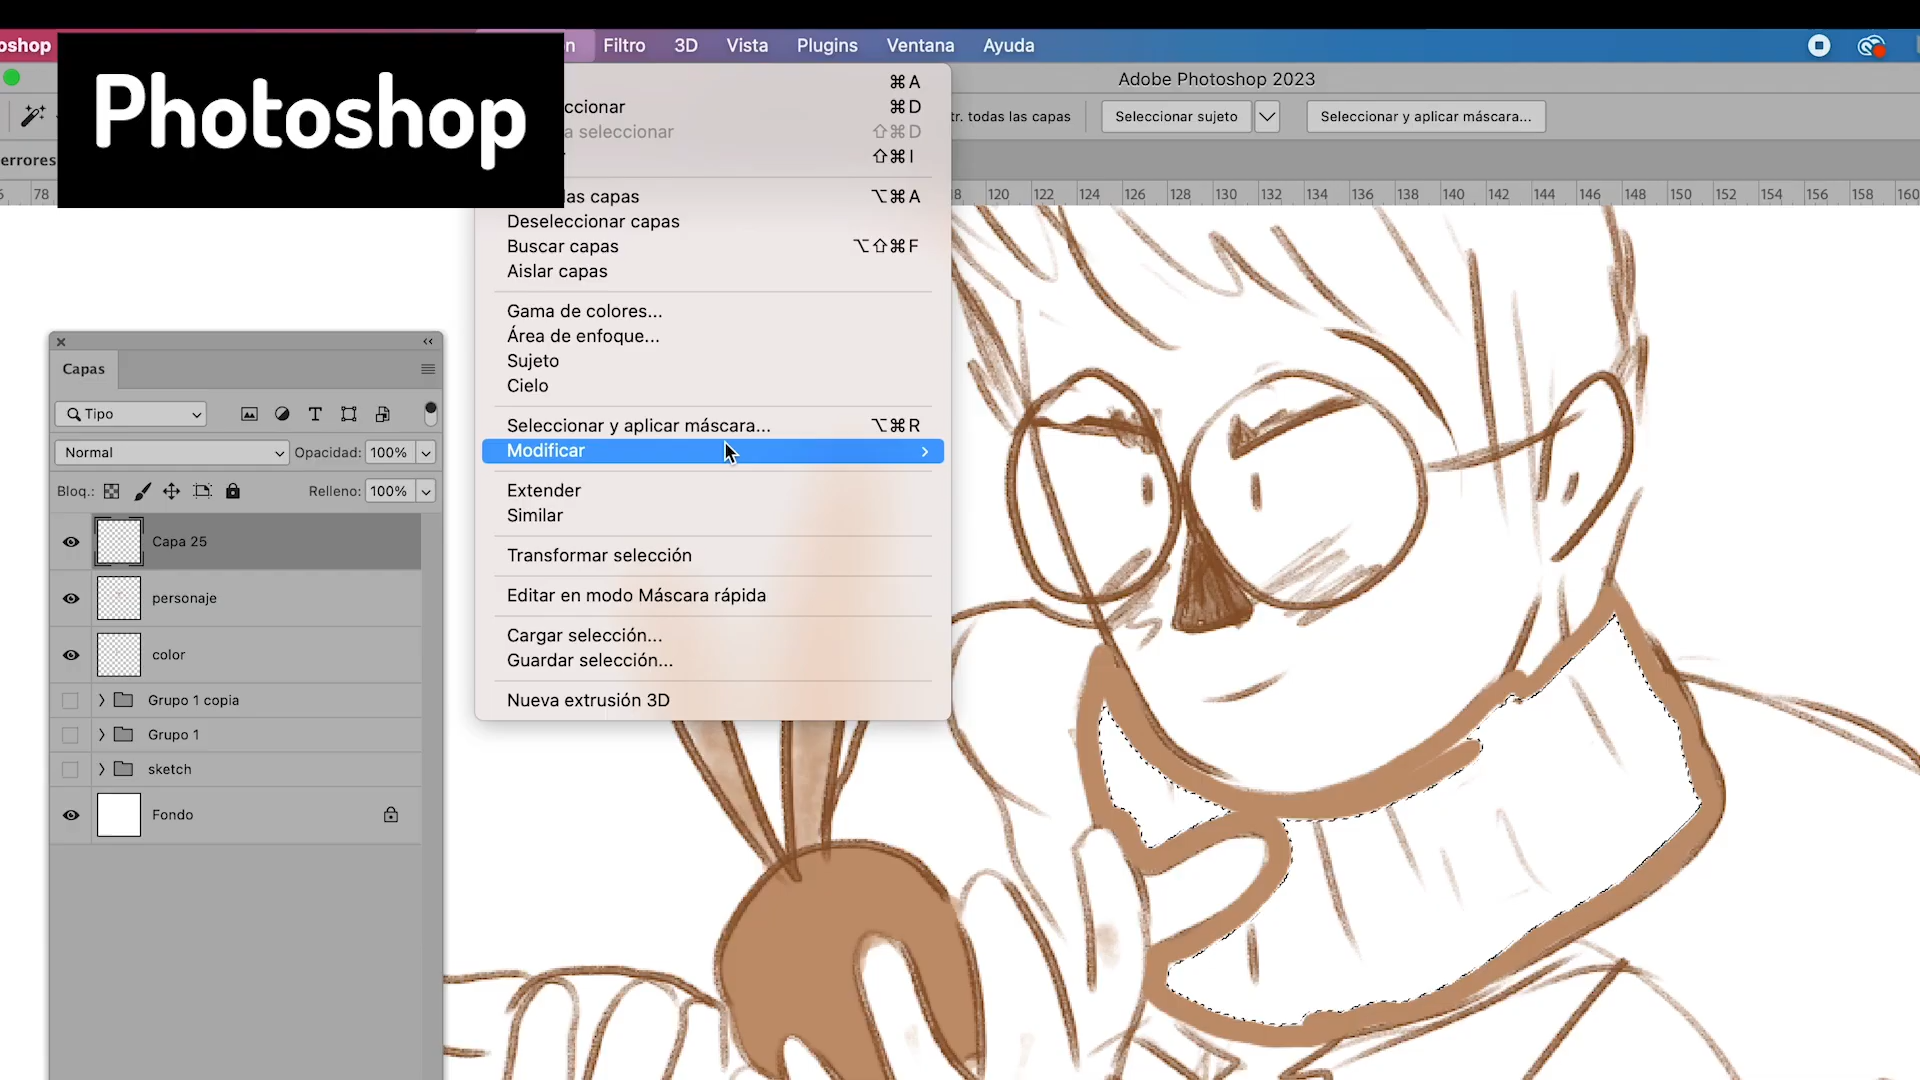 oshop
n Filtro 3D Vista Plugins Ventana Ayuda
Photoshop
Adobe Photoshop 2023
tr. todas las capas
Seleccionar sujeto
Seleccionar y aplicar máscara...
errores
78
120 122 124 126 128 130 132 134 136 138 140 142 144 146 148 150 152 154 156 158 160
⌘A
ccionar ⌘D
a seleccionar ⇧⌘D
⇧⌘I
las capas ⌥⌘A
Deseleccionar capas
Buscar capas ⌥⇧⌘F
Aislar capas
Gama de colores...
Área de enfoque...
Sujeto
Cielo
Seleccionar y aplicar máscara... ⌥⌘R
Modificar
Extender
Similar
Transformar selección
Editar en modo Máscara rápida
Cargar selección...
Guardar selección...
Nueva extrusión 3D
Capas
Tipo
Normal Opacidad: 100%
Bloq.: Relleno: 100%
Capa 25
personaje
color
Grupo 1 copia
Grupo 1
sketch
Fondo